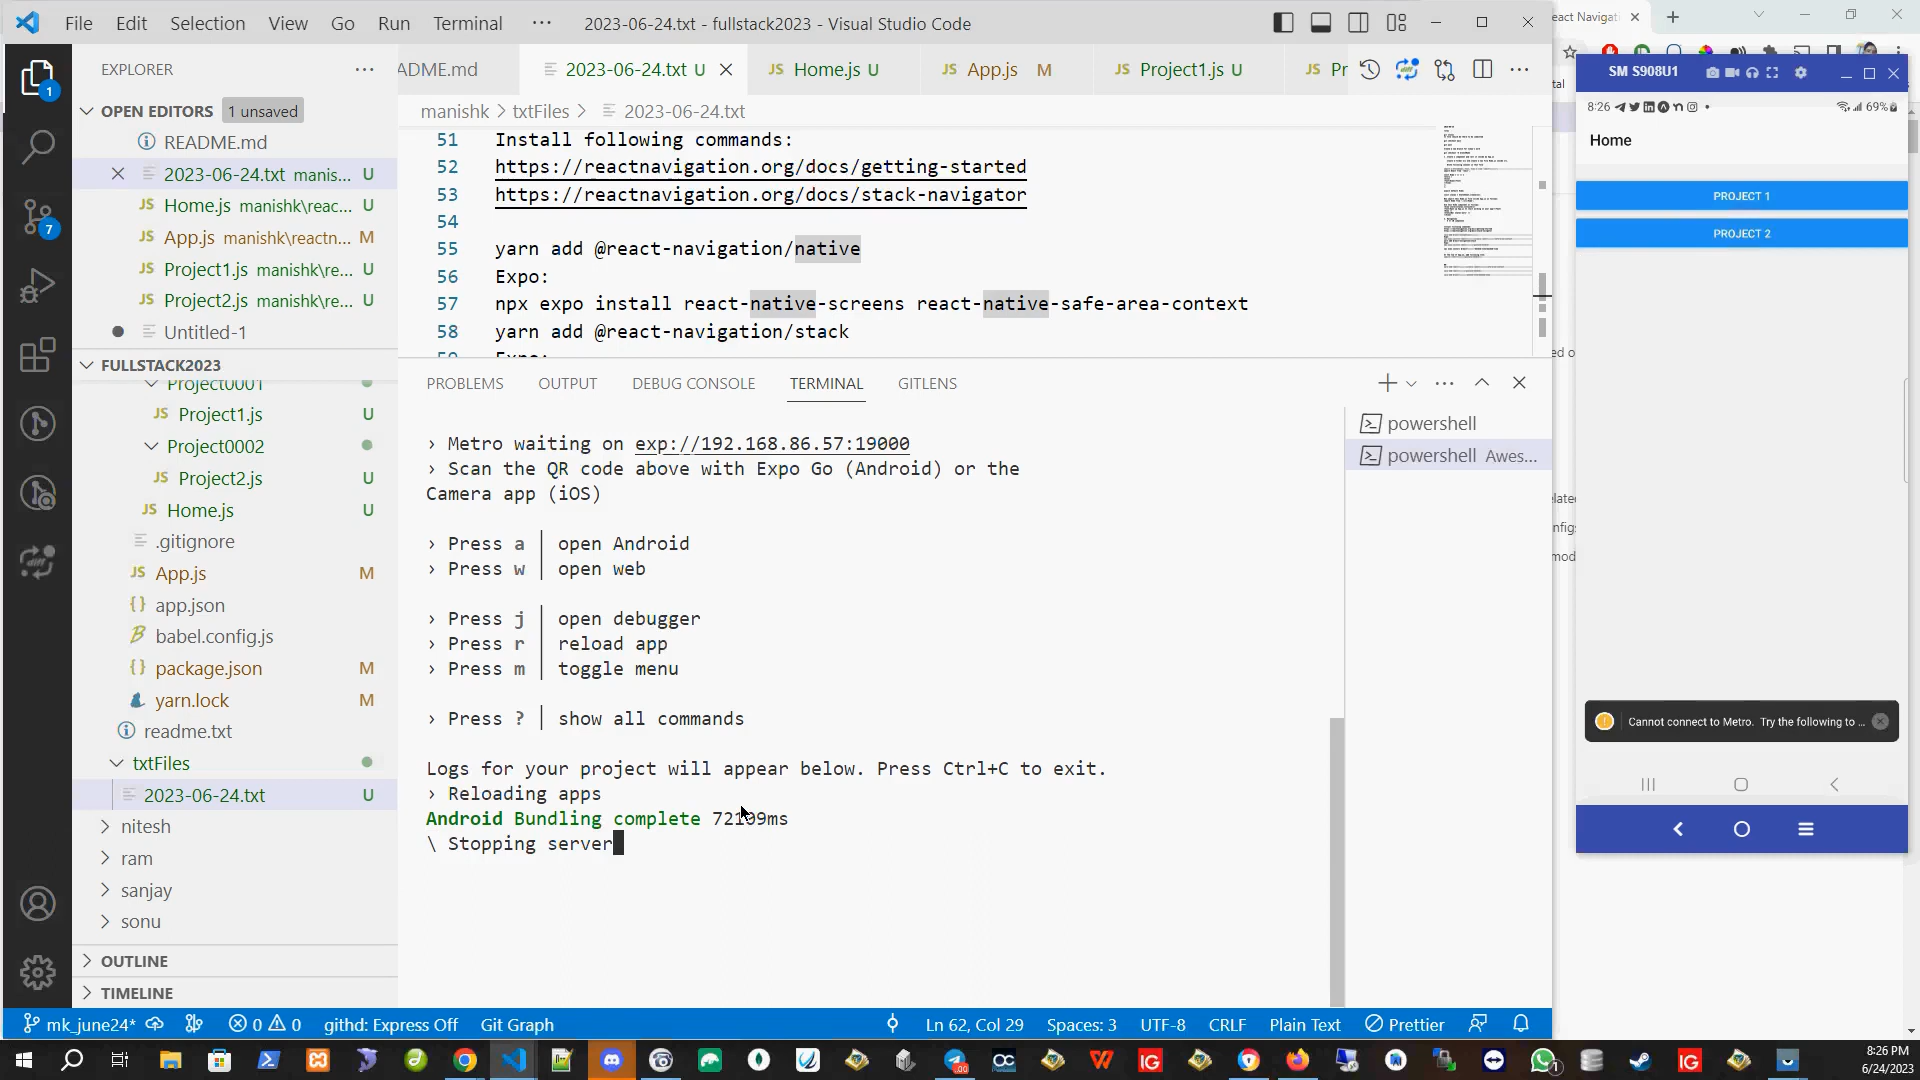 File Edit Selection View Go Run Terminal ··· 2023-06-24.txt - fullstack2023 - Visual Studio Code
EXPLORER
OPEN EDITORS 1 unsaved
README.md
2023-06-24.txt manis... U
Home.js manishk\reac... U
App.js manishk\reactn... M
Project1.js manishk\re... U
Project2.js manishk\re... U
Untitled-1
FULLSTACK2023
Project0001
Project1.js U
Project0002
Project2.js U
Home.js U
.gitignore
App.js M
app.json
babel.config.js
package.json M
yarn.lock M
readme.txt
txtFiles
2023-06-24.txt U
nitesh
ram
sanjay
sonu
OUTLINE
TIMELINE
ADME.md 2023-06-24.txt U Home.js U App.js M Project1.js U Pr
manishk > txtFiles > 2023-06-24.txt
51 Install following commands:
52 https://reactnavigation.org/docs/getting-started
53 https://reactnavigation.org/docs/stack-navigator
54
55 yarn add @react-navigation/native
56 Expo:
57 npx expo install react-native-screens react-native-safe-area-context
58 yarn add @react-navigation/stack
59 Expo:
PROBLEMS OUTPUT DEBUG CONSOLE TERMINAL GITLENS
› Metro waiting on exp://192.168.86.57:19000
› Scan the QR code above with Expo Go (Android) or the
Camera app (iOS)
› Press a │ open Android
› Press w │ open web
› Press j │ open debugger
› Press r │ reload app
› Press m │ toggle menu
› Press ? │ show all commands
Logs for your project will appear below. Press Ctrl+C to exit.
› Reloading apps
Android Bundling complete 72109ms
\ Stopping server
powershell
powershell Awes...
mk_june24* 0 0 githd: Express Off Git Graph Ln 62, Col 29 Spaces: 3 UTF-8 CRLF Plain Text Prettier
eact Navigati
SM S908U1
8:26 69%
Home
PROJECT 1
PROJECT 2
Cannot connect to Metro. Try the following to ...
8:26 PM
6/24/2023